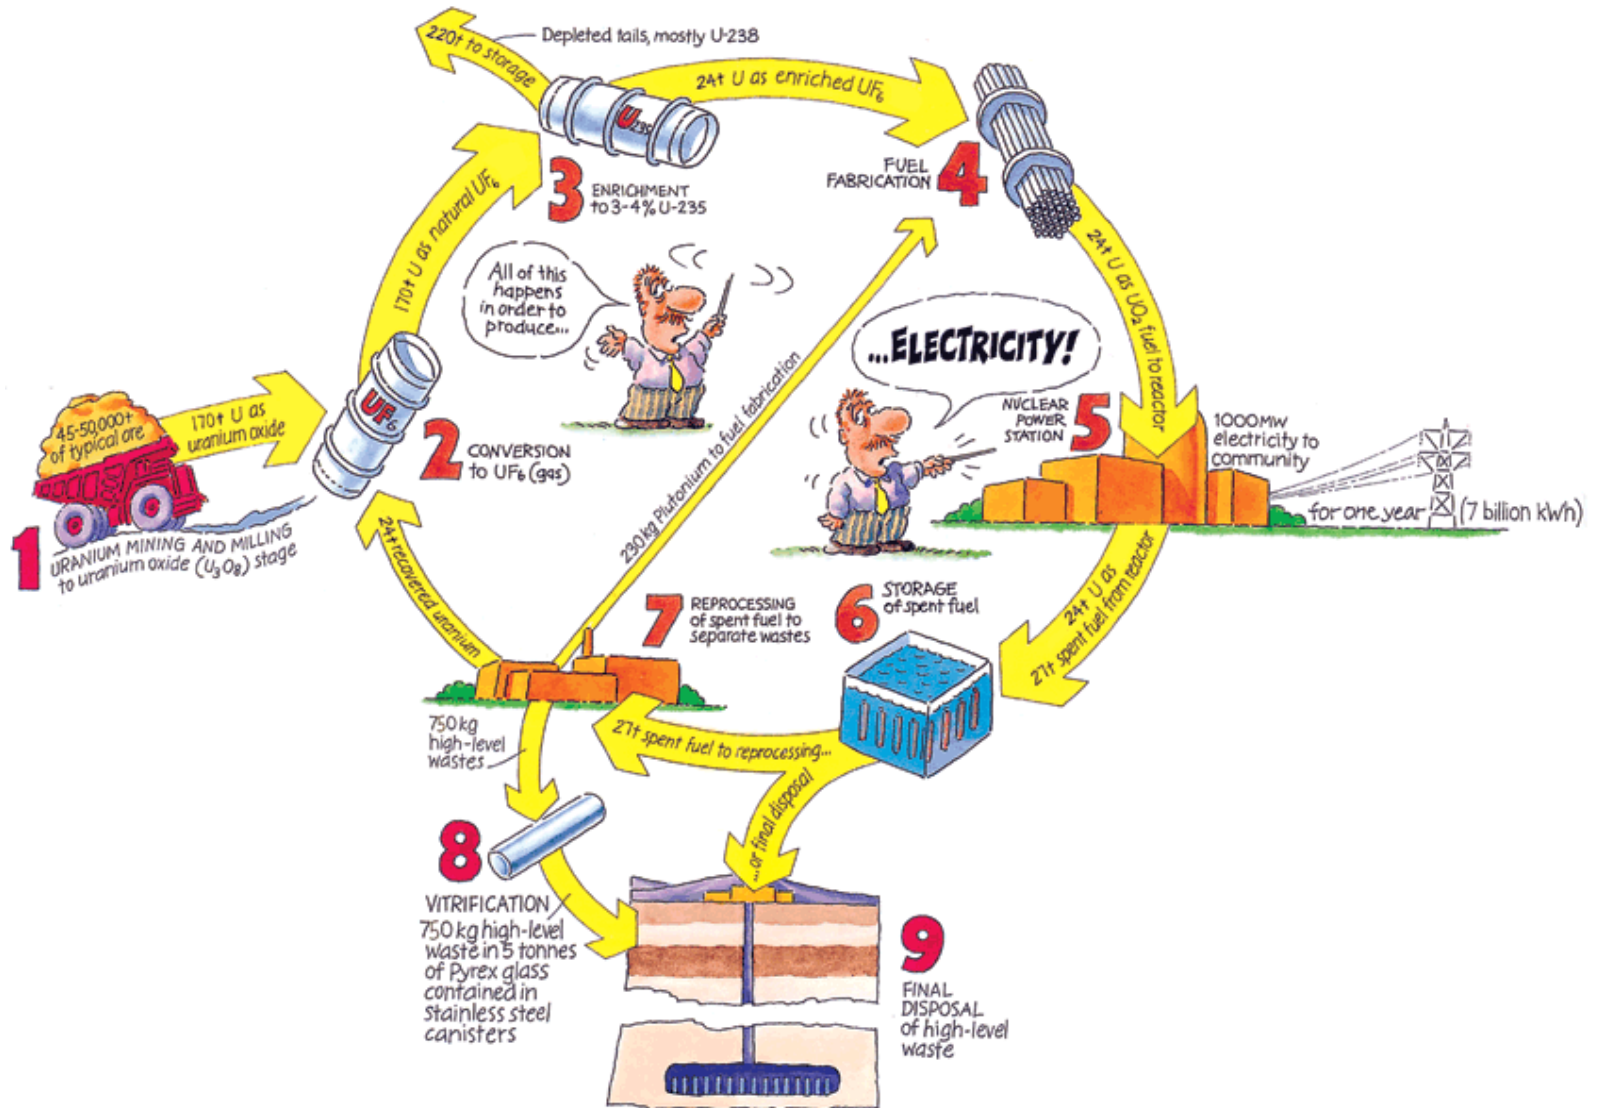 220t to storage
Depleted tails, mostly U-238
24t U as enriched UF6
U235
3
ENRICHMENT
to 3-4% U-235
FUEL
FABRICATION
4
170t U as natural UF6
All of this
happens
in order to
produce...
24t U as UO2 fuel to reactor
...ELECTRICITY!
230 kg Plutonium to fuel fabrication
45-50,000t
of typical ore
170t U as
uranium oxide
UF6
2
CONVERSION
to UF6 (gas)
NUCLEAR
POWER
STATION
5
1000MW
electricity to
community
for one year
(7 billion kWh)
1
URANIUM MINING AND MILLING
to uranium oxide (U3O8) stage
24t recovered uranium
7
REPROCESSING
of spent fuel to
separate wastes
6
STORAGE
of spent fuel
24t U as
27t spent fuel from reactor
750 kg
high-level
wastes
27t spent fuel to reprocessing...
...or final disposal
8
VITRIFICATION
750 kg high-level
waste in 5 tonnes
of Pyrex glass
contained in
stainless steel
canisters
9
FINAL
DISPOSAL
of high-level
waste